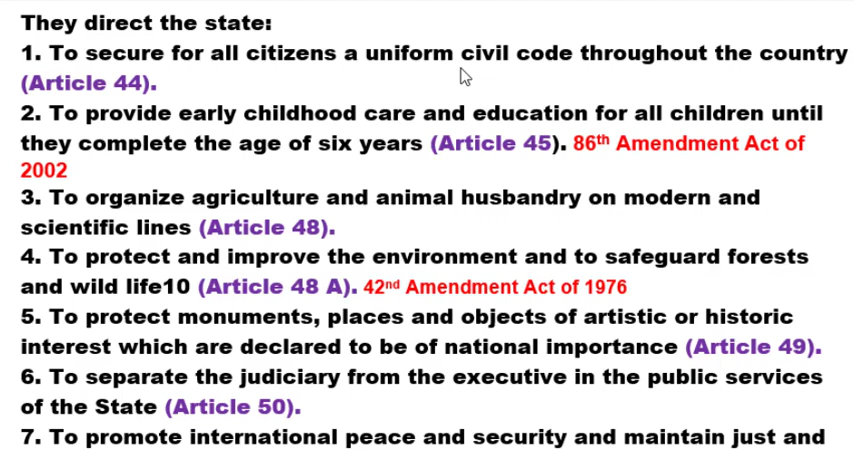 They direct the state:
1. To secure for all citizens a uniform civil code throughout the country
(Article 44).
2. To provide early childhood care and education for all children until
they complete the age of six years (Article 45). 86th Amendment Act of
2002
3. To organize agriculture and animal husbandry on modern and
scientific lines (Article 48).
4. To protect and improve the environment and to safeguard forests
and wild life10 (Article 48 A). 42nd Amendment Act of 1976
5. To protect monuments, places and objects of artistic or historic
interest which are declared to be of national importance (Article 49).
6. To separate the judiciary from the executive in the public services
of the State (Article 50).
7. To promote international peace and security and maintain just and